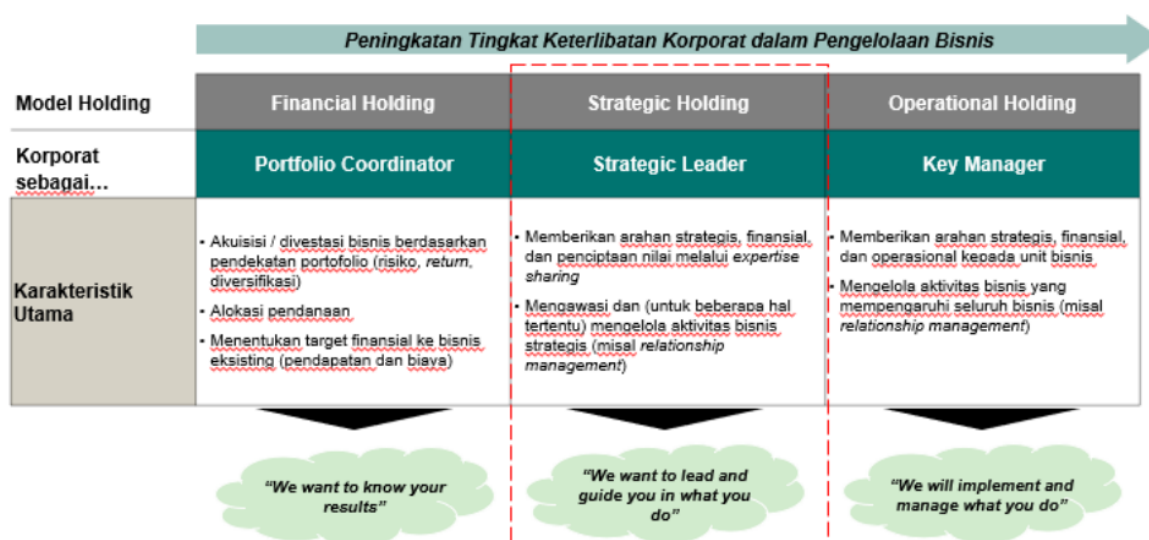 Peningkatan Tingkat Keterlibatan Korporat dalam Pengelolaan Bisnis
Model Holding
Financial Holding
Strategic Holding
Operational Holding
Korporat
sebagai...
Portfolio Coordinator
Strategic Leader
Key Manager
Karakteristik
Utama
• Akuisisi / divestasi bisnis berdasarkan
pendekatan portofolio (risiko, return,
diversifikasi)
• Alokasi pendanaan
• Menentukan target finansial ke bisnis
eksisting (pendapatan dan biaya)
• Memberikan arahan strategis, finansial,
dan penciptaan nilai melalui expertise
sharing
• Mengawasi dan (untuk beberapa hal
tertentu) mengelola aktivitas bisnis
strategis (misal relationship
management)
• Memberikan arahan strategis, finansial,
dan operasional kepada unit bisnis
• Mengelola aktivitas bisnis yang
mempengaruhi seluruh bisnis (misal
relationship management)
“We want to know your
results”
“We want to lead and
guide you in what you
do”
“We will implement and
manage what you do”